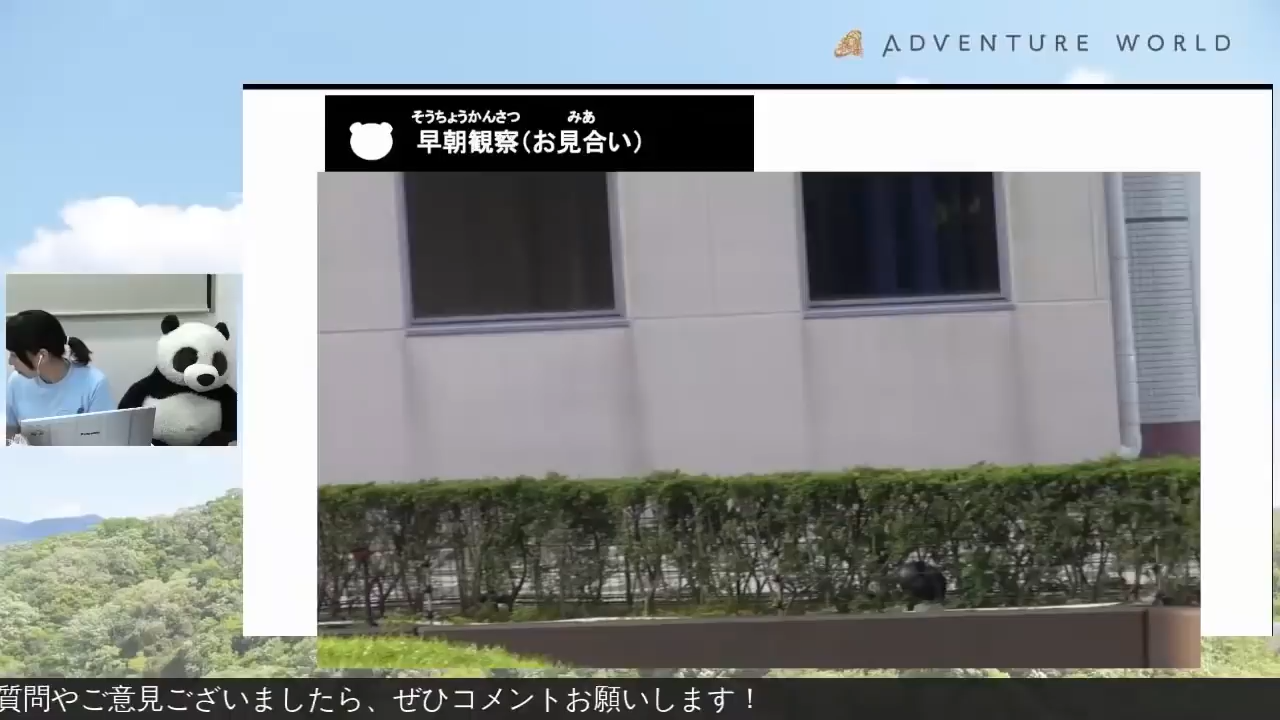 ADVENTURE WORLD
そうちょうかんさつ みあ
早朝観察(お見合い)
質問やご意見ございましたら、ぜひコメントお願いします!